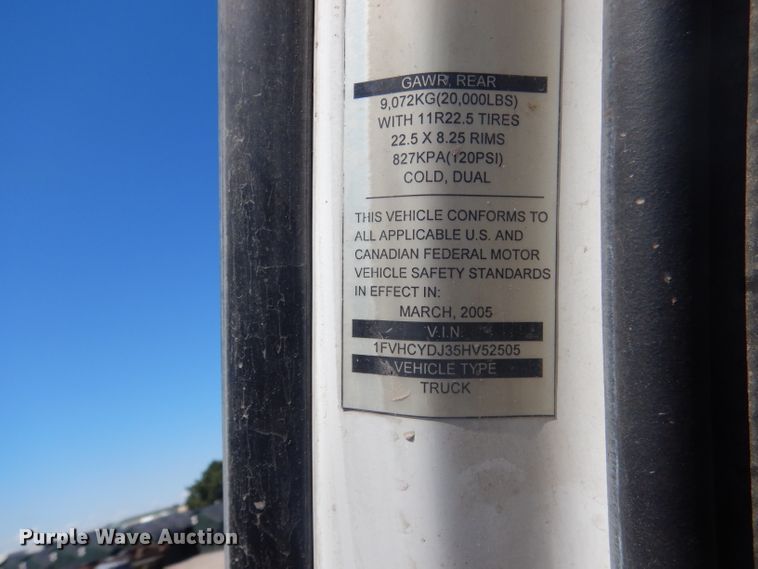 GAWR, REAR
9,072KG(20,000LBS)
WITH 11R22.5 TIRES
22.5 X 8.25 RIMS
827KPA(120PSI)
COLD, DUAL
THIS VEHICLE CONFORMS TO
ALL APPLICABLE U.S. AND
CANADIAN FEDERAL MOTOR
VEHICLE SAFETY STANDARDS
IN EFFECT IN:
MARCH, 2005
V.I.N.
1FVHCYDJ35HV52505
VEHICLE TYPE
TRUCK
Purple Wave Auction